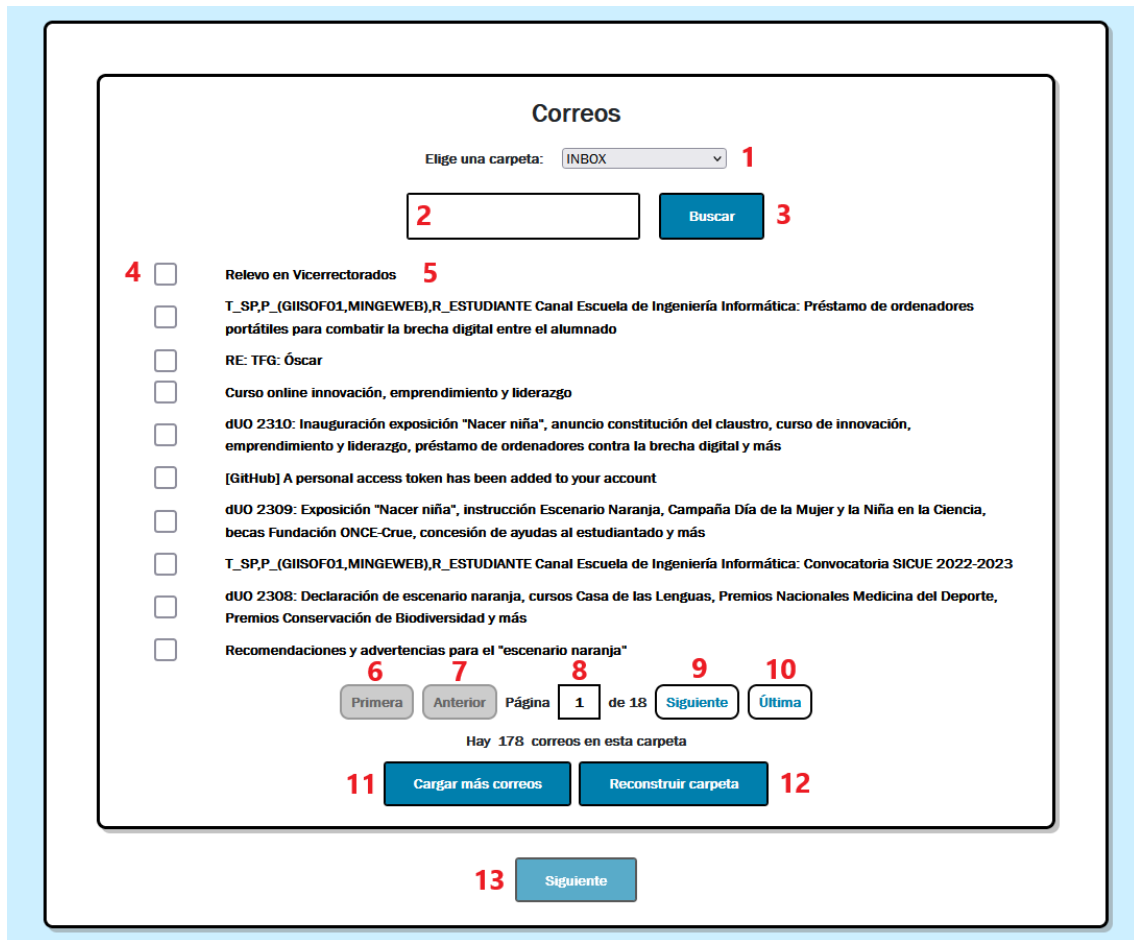 Correos
Elige una carpeta: INBOX 1
2 Buscar 3
4 Relevo en Vicerrectorados 5
T_SP,P_(GIISOF01,MINGEWEB),R_ESTUDIANTE Canal Escuela de Ingeniería Informática: Préstamo de ordenadores
portátiles para combatir la brecha digital entre el alumnado
RE: TFG: Óscar
Curso online innovación, emprendimiento y liderazgo
dUO 2310: Inauguración exposición "Nacer niña", anuncio constitución del claustro, curso de innovación,
emprendimiento y liderazgo, préstamo de ordenadores contra la brecha digital y más
[GitHub] A personal access token has been added to your account
dUO 2309: Exposición "Nacer niña", instrucción Escenario Naranja, Campaña Día de la Mujer y la Niña en la Ciencia,
becas Fundación ONCE-Crue, concesión de ayudas al estudiantado y más
T_SP,P_(GIISOF01,MINGEWEB),R_ESTUDIANTE Canal Escuela de Ingeniería Informática: Convocatoria SICUE 2022-2023
dUO 2308: Declaración de escenario naranja, cursos Casa de las Lenguas, Premios Nacionales Medicina del Deporte,
Premios Conservación de Biodiversidad y más
Recomendaciones y advertencias para el "escenario naranja"
6 7 8 9 10
Primera Anterior Página 1 de 18 Siguiente Última
Hay 178 correos en esta carpeta
11 Cargar más correos Reconstruir carpeta 12
13 Siguiente